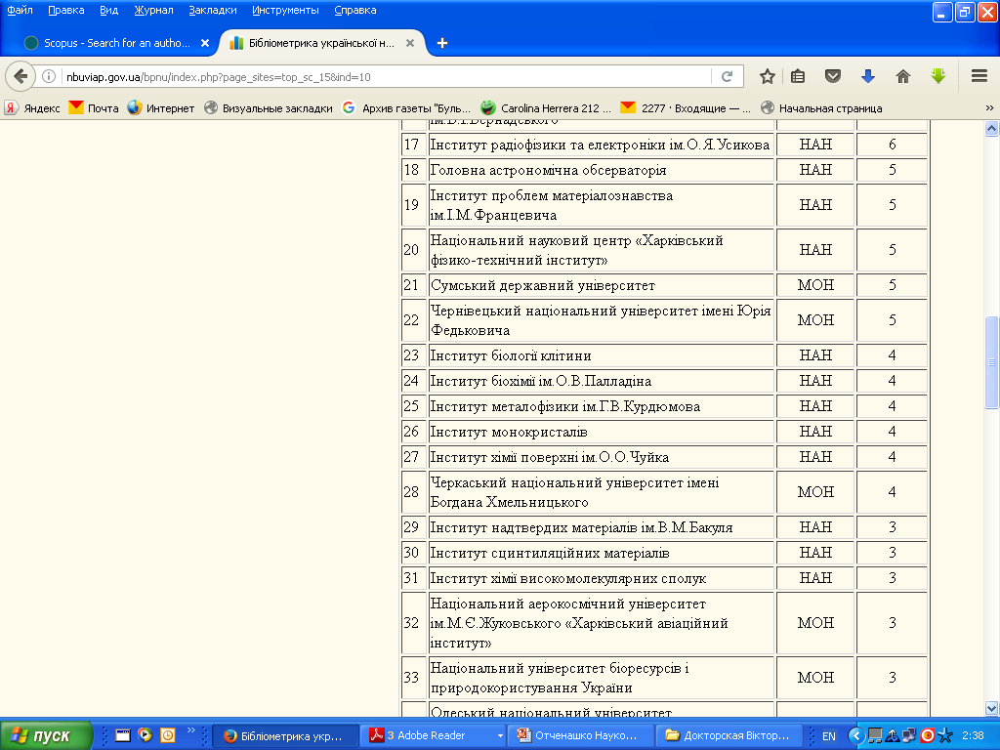 Файл Правка Вид Журнал Закладки Инструменты Справка
Scopus - Search for an autho...
Бібліометрика української н...
nbuviap.gov.ua/bpnu/index.php?page_sites=top_sc_15&ind=10
Яндекс Почта Интернет Визуальные закладки Архив газеты "Буль... Carolina Herrera 212 ... 2277 · Входящие — ... Начальная страница »
ім.В.І.Вернадського
17 Інститут радіофізики та електроніки ім.О.Я.Усикова НАН 6
18 Головна астрономічна обсерваторія НАН 5
19 Інститут проблем матеріалознавства
ім.І.М.Францевича НАН 5
20 Національний науковий центр «Харківський
фізико-технічний інститут» НАН 5
21 Сумський державний університет МОН 5
22 Чернівецький національний університет імені Юрія
Федьковича МОН 5
23 Інститут біології клітини НАН 4
24 Інститут біохімії ім.О.В.Палладіна НАН 4
25 Інститут металофізики ім.Г.В.Курдюмова НАН 4
26 Інститут монокристалів НАН 4
27 Інститут хімії поверхні ім.О.О.Чуйка НАН 4
28 Черкаський національний університет імені
Богдана Хмельницького МОН 4
29 Інститут надтвердих матеріалів ім.В.М.Бакуля НАН 3
30 Інститут сцинтиляційних матеріалів НАН 3
31 Інститут хімії високомолекулярних сполук НАН 3
32 Національний аерокосмічний університет
ім.М.Є.Жуковського «Харківський авіаційний
інститут» МОН 3
33 Національний університет біоресурсів і
природокористування України МОН 3
Одеський національний університет
пуск » Бібліометрика укр... 3 Adobe Reader Отченашко Науко... Докторская Віктор... EN 2:38